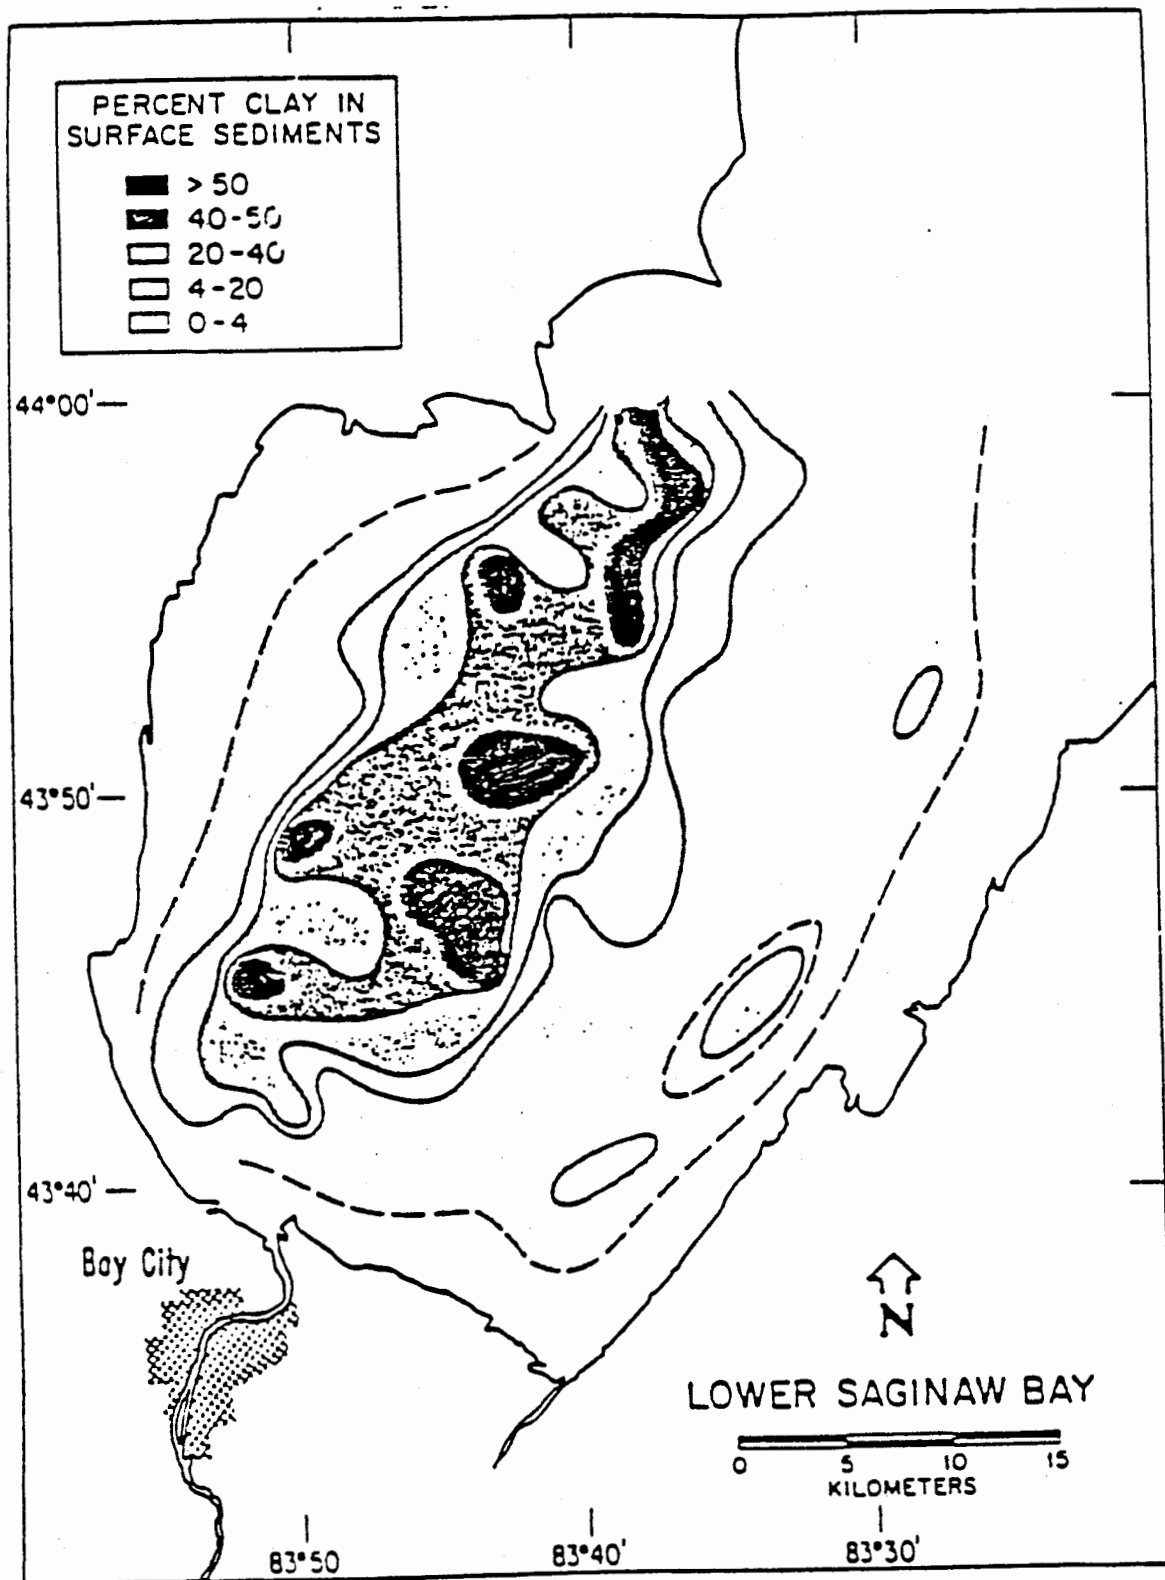 PERCENT CLAY IN
SURFACE SEDIMENTS
>50
40-50
20-40
4-20
0-4
44°00'
43°50'
43°40'
Bay City
N
LOWER SAGINAW BAY
0 5 10 15
KILOMETERS
83°50 83°40' 83°30'